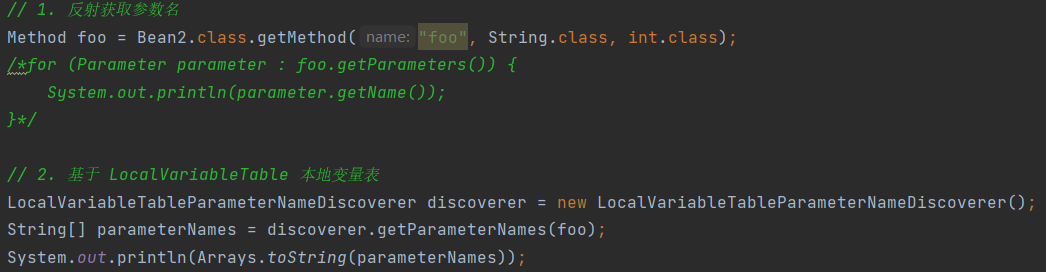 // 1. 反射获取参数名
Method foo = Bean2.class.getMethod( name: "foo", String.class, int.class);
/*for (Parameter parameter : foo.getParameters()) {
    System.out.println(parameter.getName());
}*/
// 2. 基于 LocalVariableTable 本地变量表
LocalVariableTableParameterNameDiscoverer discoverer = new LocalVariableTableParameterNameDiscoverer();
String[] parameterNames = discoverer.getParameterNames(foo);
System.out.println(Arrays.toString(parameterNames));